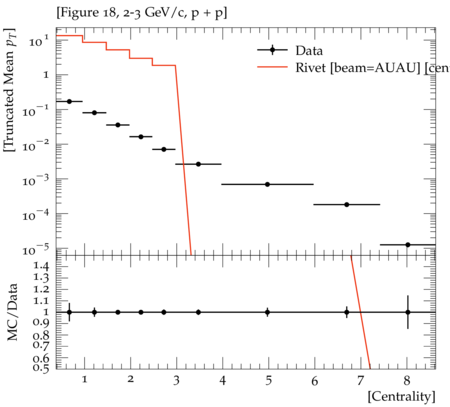 [Figure 18, 2-3 GeV/c, p + p]
[Truncated Mean pT]
10^1
1
10^−1
10^−2
10^−3
10^−4
10^−5
Data
Rivet [beam=AUAU] [cen
MC/Data
1.4
1.3
1.2
1.1
1
0.9
0.8
0.7
0.6
0.5
1 2 3 4 5 6 7 8
[Centrality]